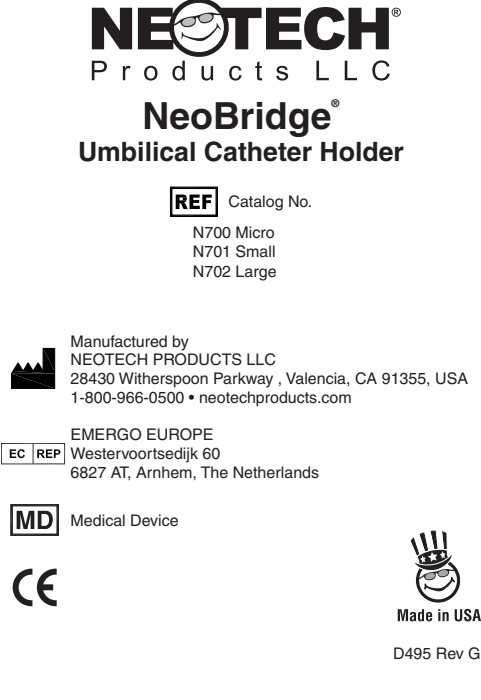 NEOTECH®
Products LLC
NeoBridge®
Umbilical Catheter Holder
REF Catalog No.
N700 Micro
N701 Small
N702 Large
Manufactured by
NEOTECH PRODUCTS LLC
28430 Witherspoon Parkway , Valencia, CA 91355, USA
1-800-966-0500 • neotechproducts.com
EMERGO EUROPE
EC REP Westervoortsedijk 60
6827 AT, Arnhem, The Netherlands
MD Medical Device
CE
Made in USA
D495 Rev G